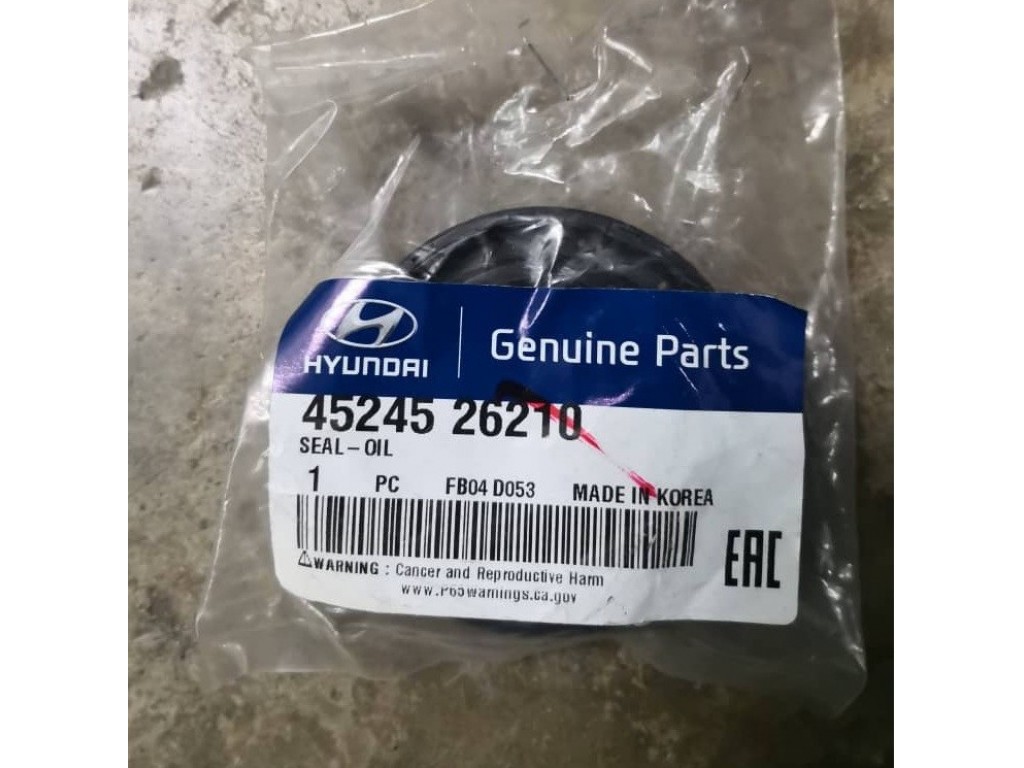 HYUNDAI
Genuine Parts
45245 26210
SEAL-OIL
1 PC FB04 D053 MADE IN KOREA
WARNING : Cancer and Reproductive Harm
www.P65warnings.ca.gov
EAC